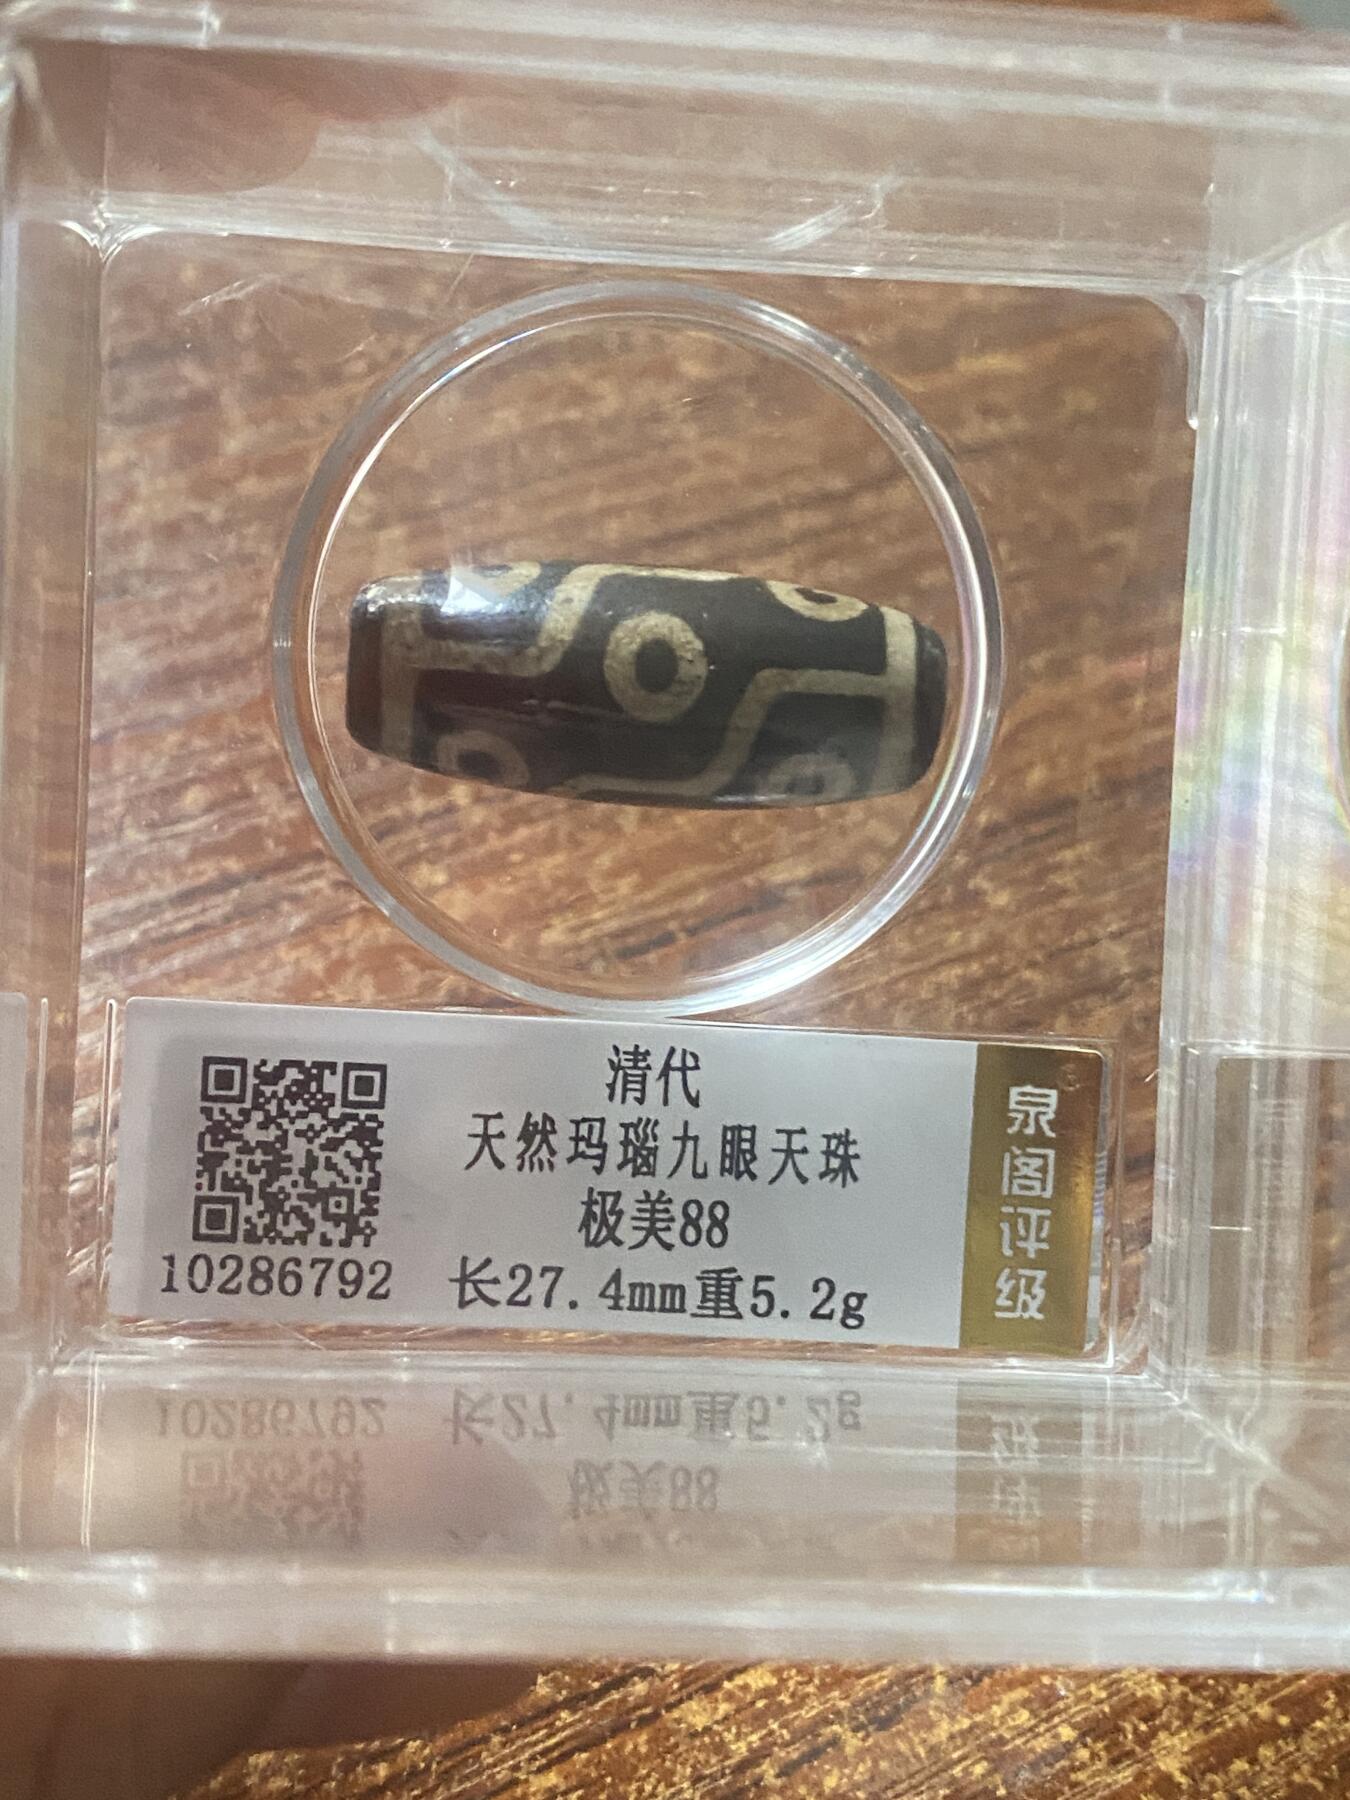 清代
天然玛瑙九眼天珠
极美88
长27.4mm重5.2g
10286792
泉阁评级